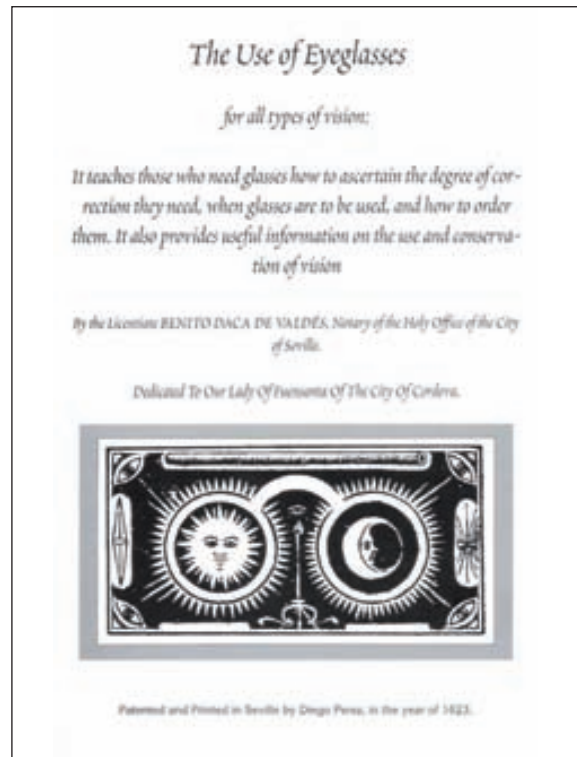 The Use of Eyeglasses
for all types of vision;
It teaches those who need glasses how to ascertain the degree of cor-
rection they need, when glasses are to be used, and how to order
them. It also provides useful information on the use and conserva-
tion of vision
By the Licentiate BENITO DACA DE VALDÉS, Notary of the Holy Office of the City
of Seville.
Dedicated To Our Lady Of Fuensanta Of The City Of Cordova.
Patented and Printed in Seville by Diego Perez, in the year of 1623.